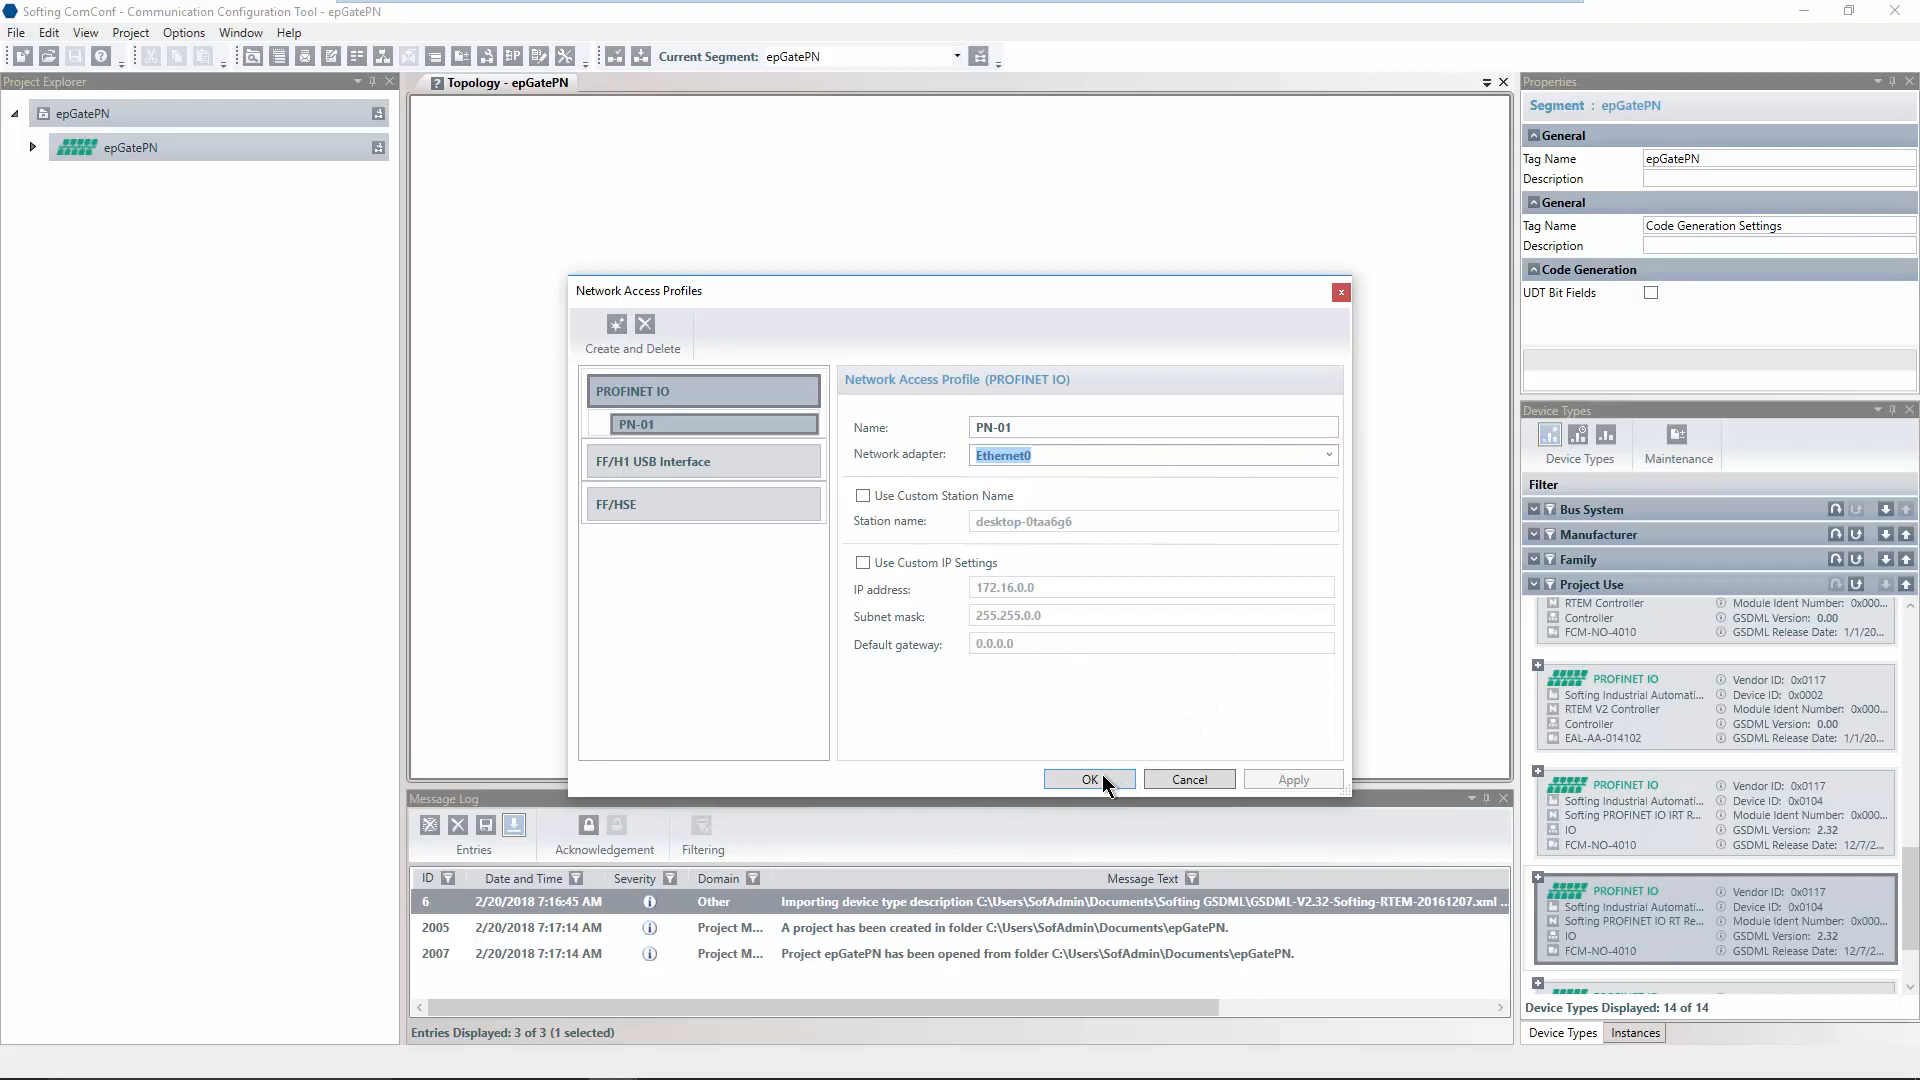 Softing ComConf - Communication Configuration Tool - epGatePN
File Edit View Project Options Window Help
Current Segment: epGatePN
Project Explorer
epGatePN
epGatePN
Topology - epGatePN
Network Access Profiles
Create and Delete
PROFINET IO
PN-01
FF/H1 USB Interface
FF/HSE
Network Access Profile (PROFINET IO)
Name: PN-01
Network adapter: Ethernet0
Use Custom Station Name
Station name: desktop-0taa6g6
Use Custom IP Settings
IP address: 172.16.0.0
Subnet mask: 255.255.0.0
Default gateway: 0.0.0.0
OK Cancel Apply
Message Log
Entries Acknowledgement Filtering
ID Date and Time Severity Domain Message Text
6 2/20/2018 7:16:45 AM Other Importing device type description C:\Users\SofAdmin\Documents\Softing GSDML\GSDML-V2.32-Softing-RTEM-20161207.xml ...
2005 2/20/2018 7:17:14 AM Project M... A project has been created in folder C:\Users\SofAdmin\Documents\epGatePN.
2007 2/20/2018 7:17:14 AM Project M... Project epGatePN has been opened from folder C:\Users\SofAdmin\Documents\epGatePN.
Entries Displayed: 3 of 3 (1 selected)
Properties
Segment : epGatePN
General
Tag Name epGatePN
Description
General
Tag Name Code Generation Settings
Description
Code Generation
UDT Bit Fields
Device Types
Device Types Maintenance
Filter
Bus System
Manufacturer
Family
Project Use
RTEM Controller Module Ident Number: 0x000...
Controller GSDML Version: 0.00
FCM-NO-4010 GSDML Release Date: 1/1/20...
PROFINET IO Vendor ID: 0x0117
Softing Industrial Automati... Device ID: 0x0002
RTEM V2 Controller Module Ident Number: 0x000...
Controller GSDML Version: 0.00
EAL-AA-014102 GSDML Release Date: 1/1/20...
PROFINET IO Vendor ID: 0x0117
Softing Industrial Automati... Device ID: 0x0104
Softing PROFINET IO IRT R... Module Ident Number: 0x000...
IO GSDML Version: 2.32
FCM-NO-4010 GSDML Release Date: 12/7/2...
PROFINET IO Vendor ID: 0x0117
Softing Industrial Automati... Device ID: 0x0104
Softing PROFINET IO RT Re... Module Ident Number: 0x000...
IO GSDML Version: 2.32
FCM-NO-4010 GSDML Release Date: 12/7/2...
Device Types Displayed: 14 of 14
Device Types Instances